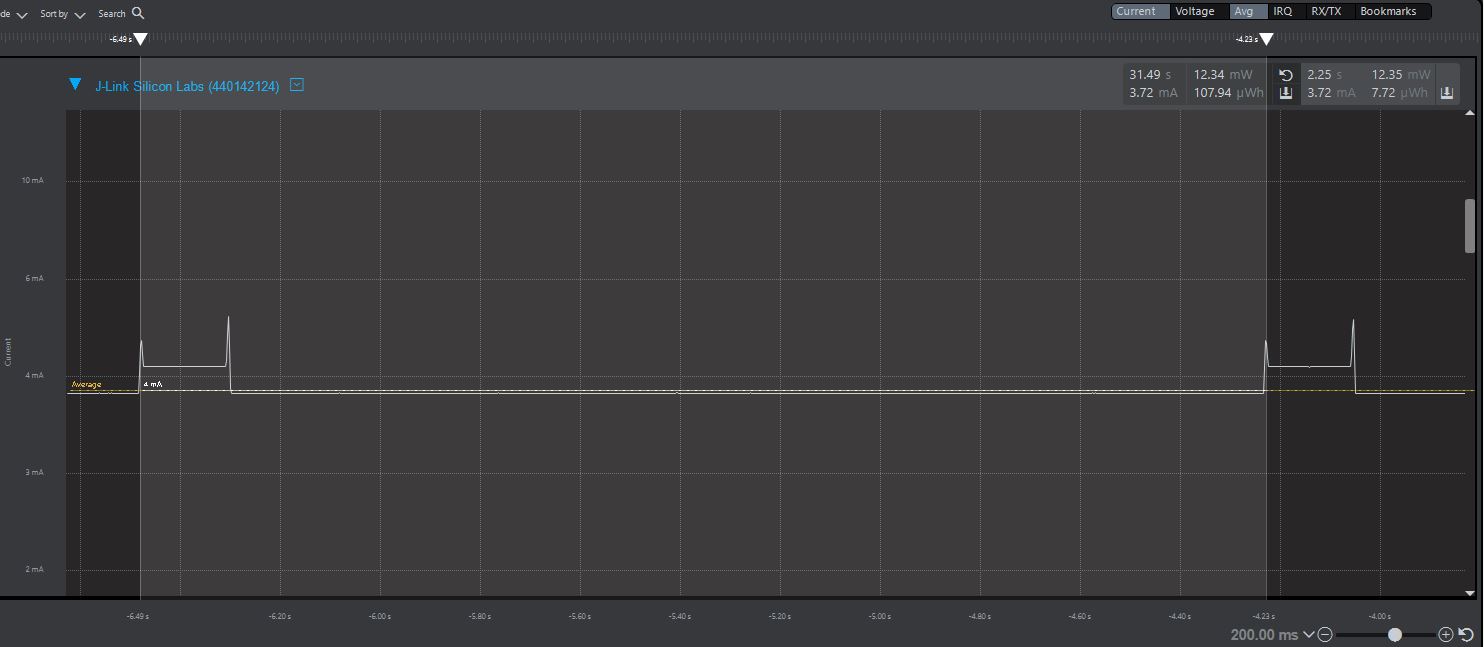 de Sort by Search
Current Voltage Avg IRQ RX/TX Bookmarks
-6.49 s -4.23 s
J-Link Silicon Labs (440142124)
31.49 s 12.34 mW 2.25 s 12.35 mW
3.72 mA 107.94 µWh 3.72 mA 7.72 µWh
10 mA
6 mA
Current
4 mA
Average 4 mA
3 mA
2 mA
-6.49 s -6.20 s -6.00 s -5.80 s -5.60 s -5.40 s -5.20 s -5.00 s -4.80 s -4.60 s -4.40 s -4.23 s -4.00 s
200.00 ms